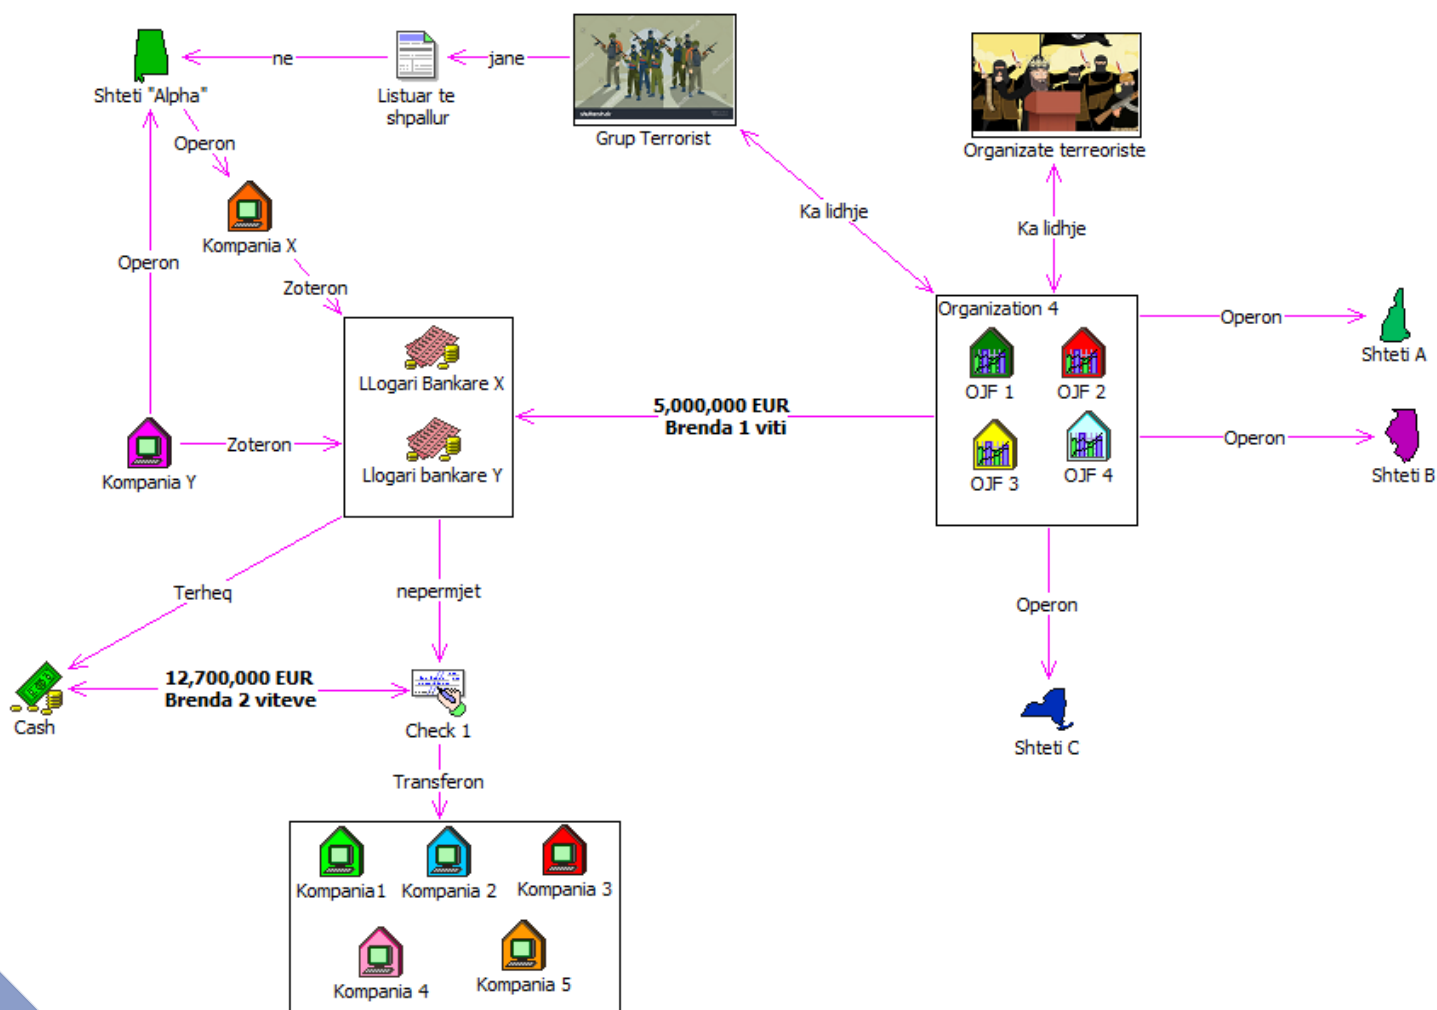 ne
jane
Shteti "Alpha"
Listuar te
shpallur
Grup Terrorist
Organizate terreoriste
Operon
Kompania X
Ka lidhje
Ka lidhje
Operon
Zoteron
Organization 4
Operon
Shteti A
LLogari Bankare X
OJF 1
OJF 2
5,000,000 EUR
Brenda 1 viti
Zoteron
Operon
Kompania Y
Llogari bankare Y
OJF 3
OJF 4
Shteti B
Terheq
nepermjet
Operon
12,700,000 EUR
Brenda 2 viteve
Cash
Check 1
Shteti C
Transferon
Kompania1
Kompania 2
Kompania 3
Kompania 4
Kompania 5